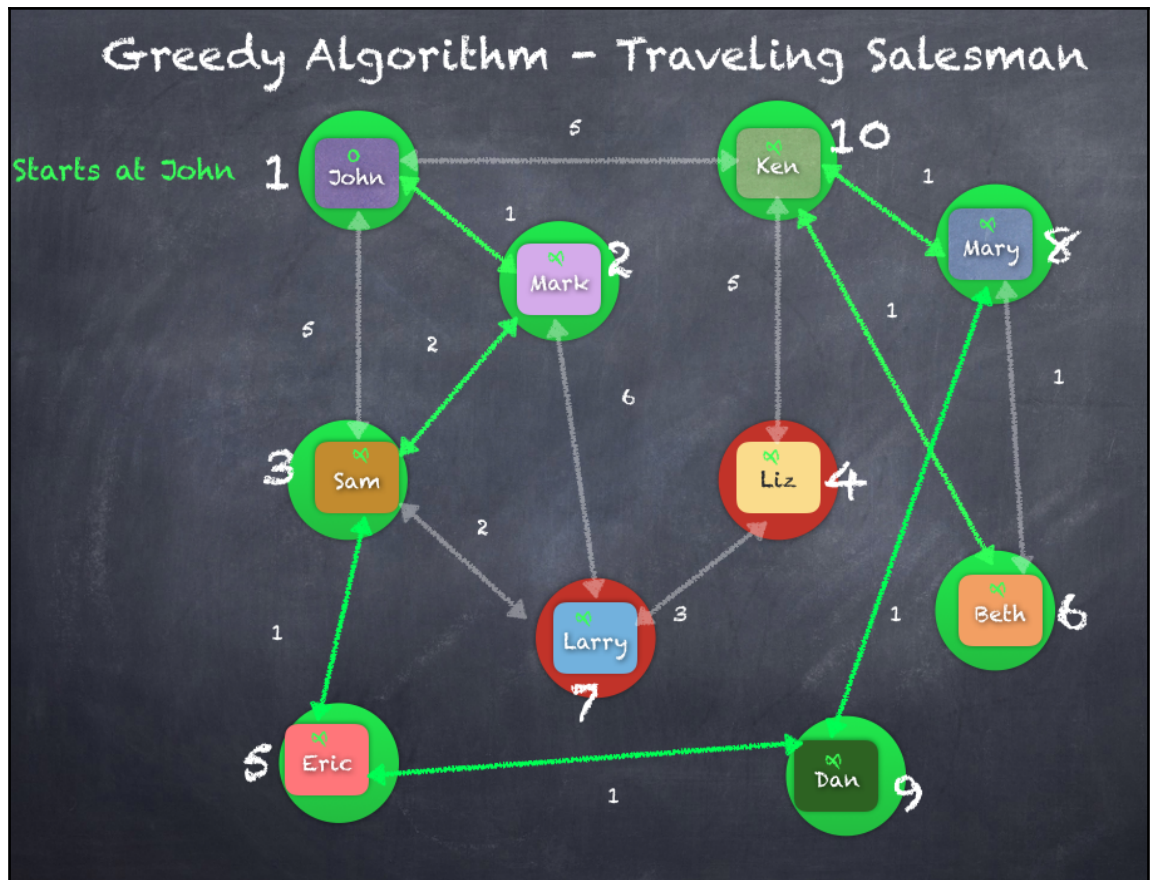 Greedy Algorithm - Traveling Salesman
Starts at John
1
0
John
5
∞
Ken
10
1
1
∞
Mark
2
∞
Mary
8
5
2
6
5
1
1
3
∞
Sam
2
∞
Liz
4
1
∞
Larry
7
3
1
∞
Beth
6
5
∞
Eric
1
∞
Dan
9